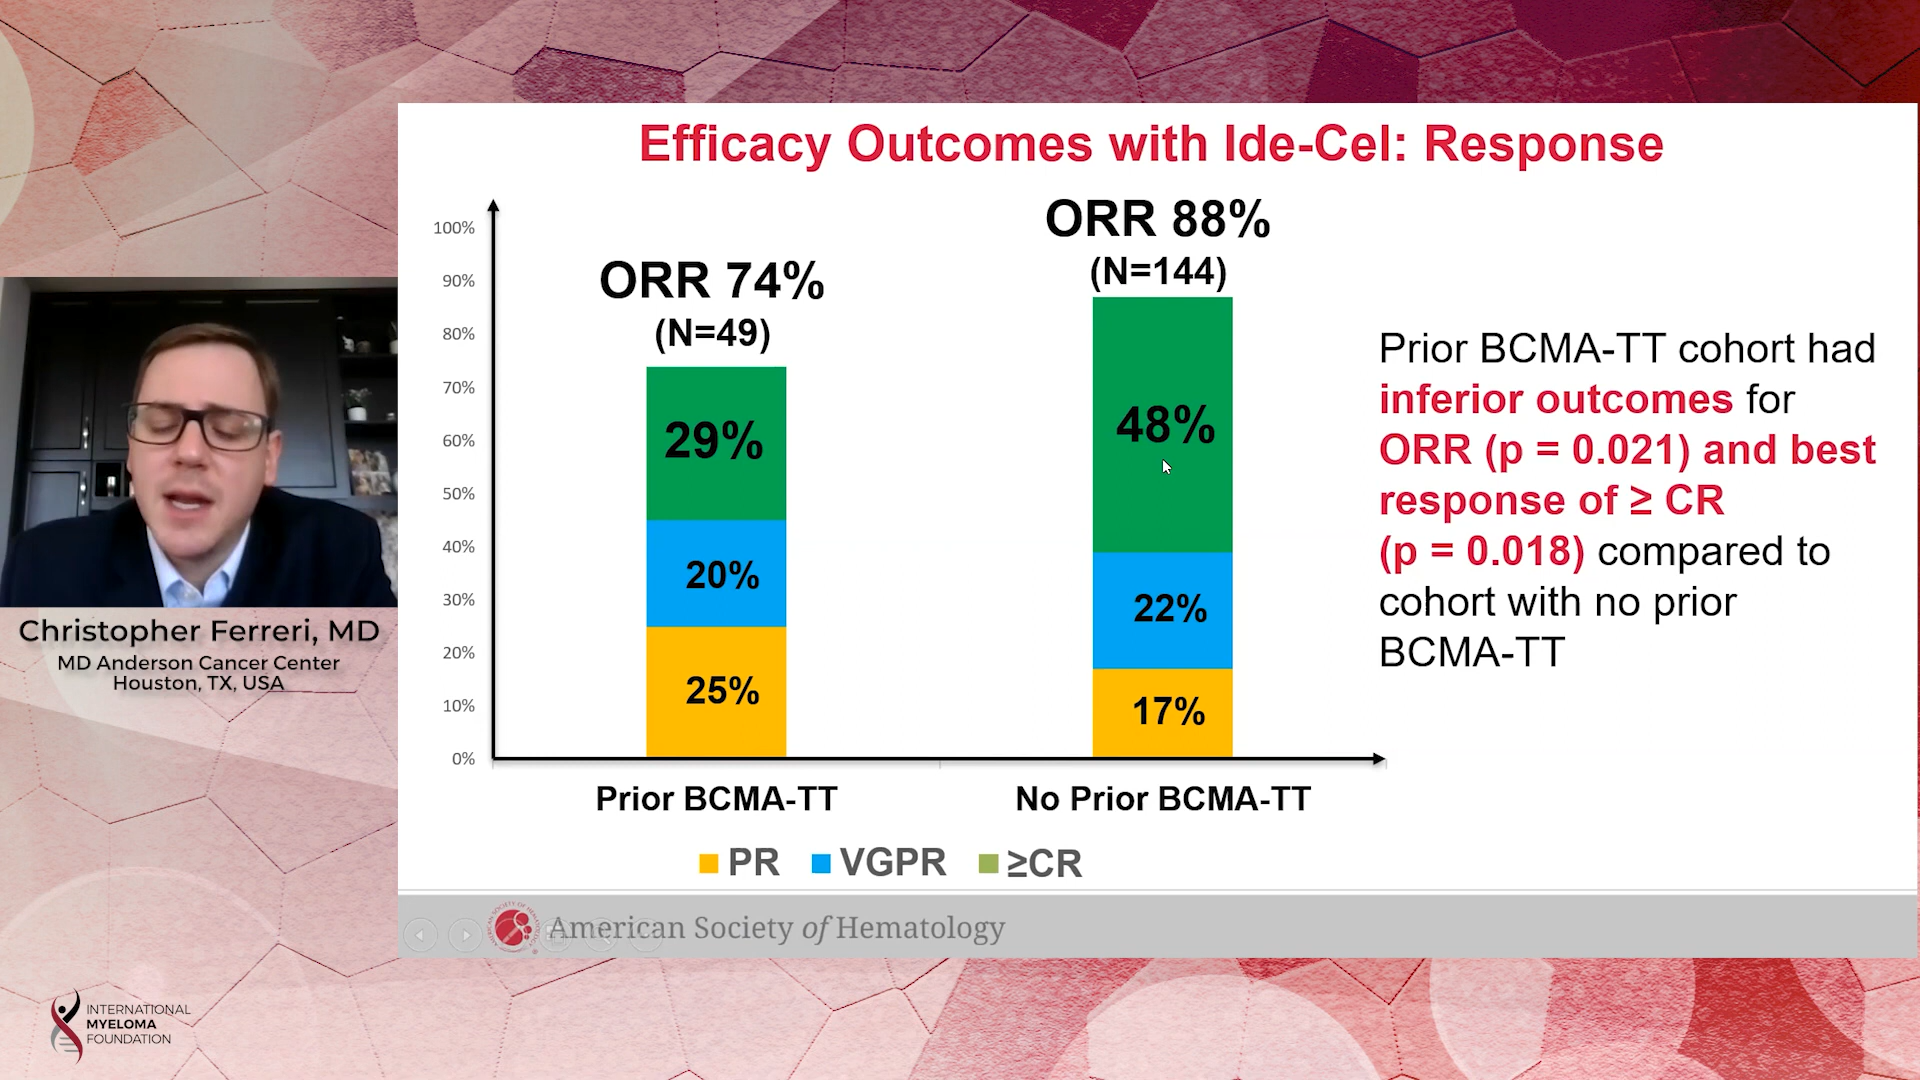 Efficacy Outcomes with Ide-Cel: Response
100%
90%
80%
70%
60%
50%
40%
30%
20%
10%
0%
ORR 74%
(N=49)
29%
20%
25%
ORR 88%
(N=144)
48%
22%
17%
Prior BCMA-TT
No Prior BCMA-TT
PR VGPR ≥CR
Prior BCMA-TT cohort had
inferior outcomes for
ORR (p = 0.021) and best
response of ≥ CR
(p = 0.018) compared to
cohort with no prior
BCMA-TT
American Society of Hematology
Christopher Ferreri, MD
MD Anderson Cancer Center
Houston, TX, USA
INTERNATIONAL
MYELOMA
FOUNDATION